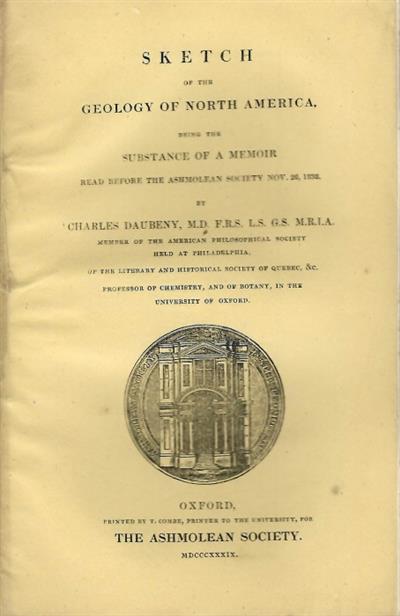 SKETCH
OF THE
GEOLOGY OF NORTH AMERICA,
BEING THE
SUBSTANCE OF A MEMOIR
READ BEFORE THE ASHMOLEAN SOCIETY NOV. 26, 1838.
BY
CHARLES DAUBENY, M.D. F.R.S. L.S. G.S. M.R.I.A.
MEMBER OF THE AMERICAN PHILOSOPHICAL SOCIETY
HELD AT PHILADELPHIA,
OF THE LITERARY AND HISTORICAL SOCIETY OF QUEBEC, &c.
PROFESSOR OF CHEMISTRY, AND OF BOTANY, IN THE
UNIVERSITY OF OXFORD.
OXFORD,
PRINTED BY T. COMBE, PRINTER TO THE UNIVERSITY, FOR
THE ASHMOLEAN SOCIETY.
MDCCCXXXIX.